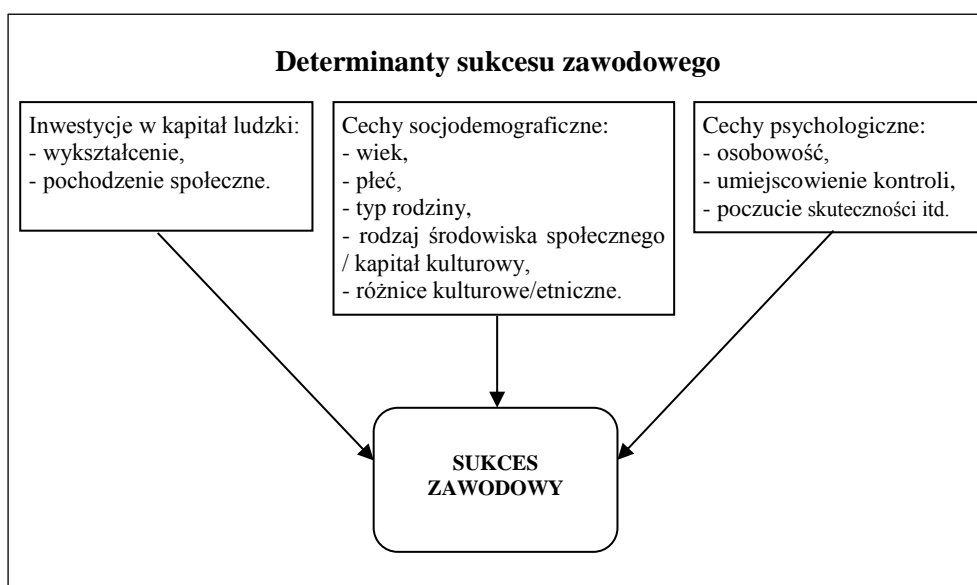 Determinanty sukcesu zawodowego
Inwestycje w kapitał ludzki:
- wykształcenie,
- pochodzenie społeczne.
Cechy socjodemograficzne:
- wiek,
- płeć,
- typ rodziny,
- rodzaj środowiska społecznego
/ kapitał kulturowy,
- różnice kulturowe/etniczne.
Cechy psychologiczne:
- osobowość,
- umiejscowienie kontroli,
- poczucie skuteczności itd.
SUKCES
ZAWODOWY